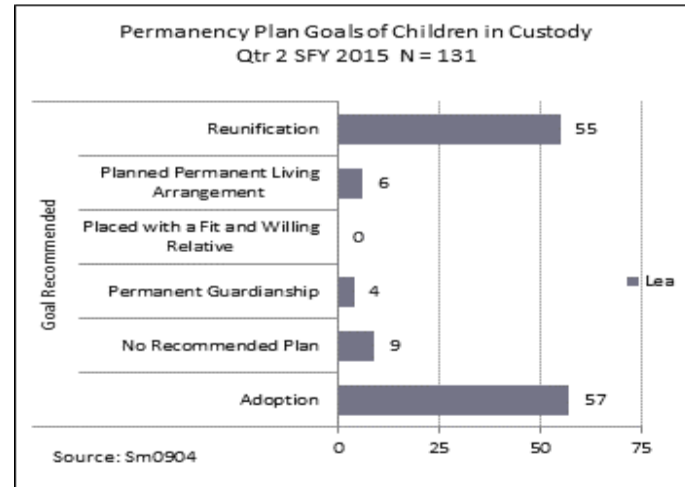 Permanency Plan Goals of Children in Custody
Qtr 2 SFY 2015 N = 131
Goal Recommended
Reunification
55
Planned Permanent Living
Arrangement
6
Placed with a Fit and Willing
Relative
0
Permanent Guardianship
4
Lea
No Recommended Plan
9
Adoption
57
0 25 50 75
Source: Sm0904